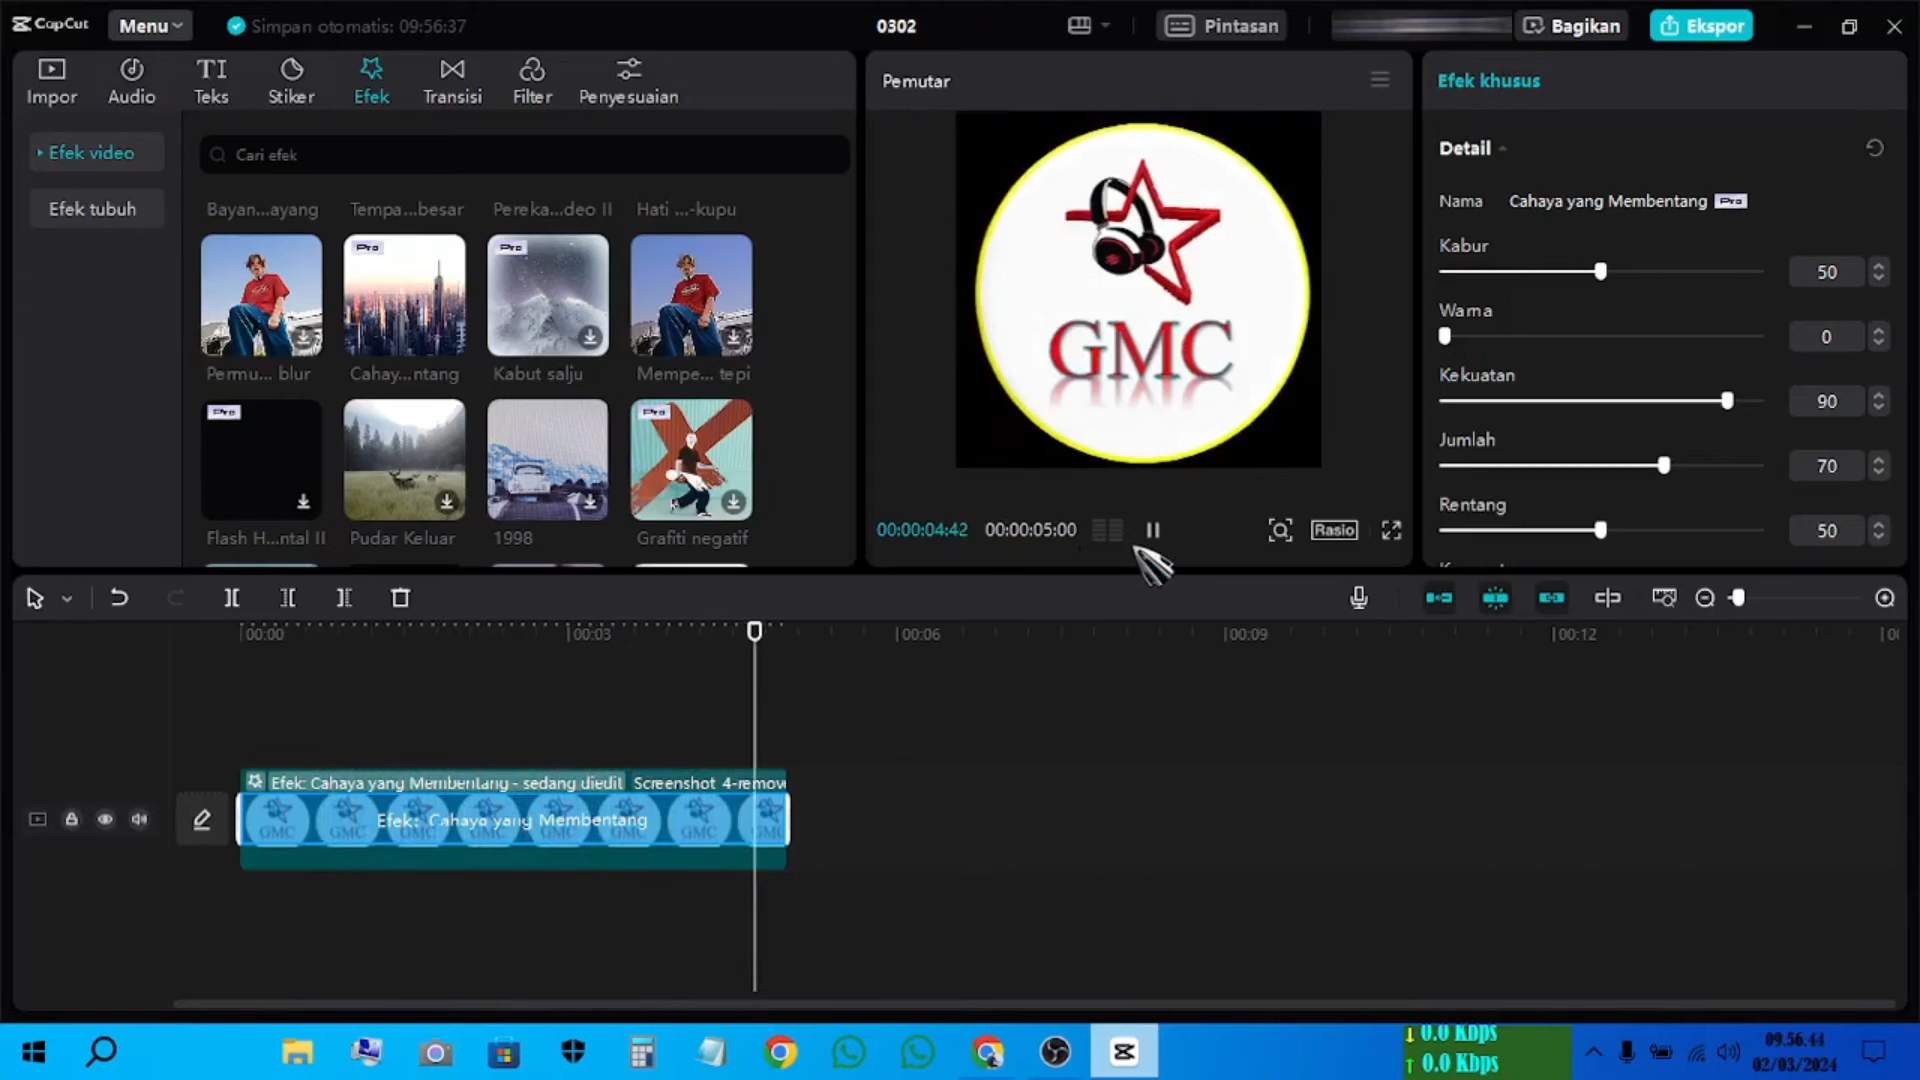 CapCut
Menu
Simpan otomatis: 09:56:37
0302
Pintasan
Bagikan
Ekspor
Impor
Audio
TI
Teks
Stiker
Efek
Transisi
Filter
Penyesuaian
Efek video
Efek tubuh
Cari efek
Bayan...ayang
Tempa...besar
Pereka...deo II
Hati ...-kupu
Pro
Pro
Permu... blur
Cahay...ntang
Kabut salju
Mempe... tepi
Pro
Pro
Flash H...ntal II
Pudar Keluar
1998
Grafiti negatif
Pemutar
GMC
00:00:04:42
00:00:05:00
Rasio
Efek khusus
Detail
Nama
Cahaya yang Membentang
Pro
Kabur
50
Warna
0
Kekuatan
90
Jumlah
70
Rentang
50
00:00
00:03
00:06
00:09
00:12
Efek: Cahaya yang Membentang - sedang diedit
Screenshot 4-remov
Efek: Cahaya yang Membentang
GMC GMC GMC GMC GMC GMC GMC GMC
0.0 Kbps
0.0 Kbps
09.56.44
02/03/2024